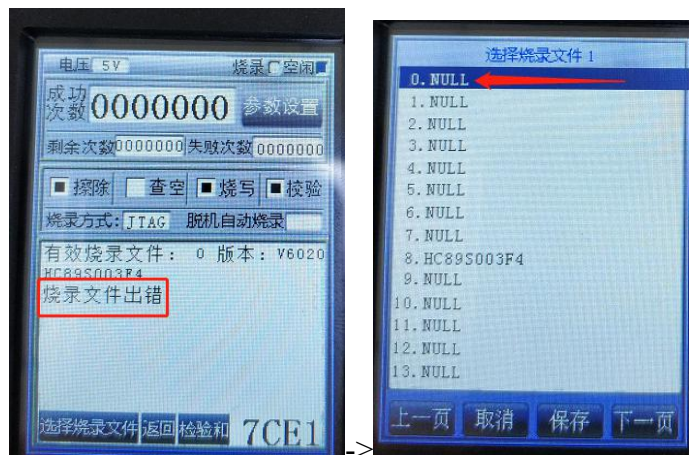 电压 5V 烧录 空闲
成功次数 0000000 参数设置
剩余次数 0000000 失败次数 0000000
擦除 查空 烧写 校验
烧录方式: JTAG 脱机自动烧录
有效烧录文件: 0 版本: V6020
HC89S003F4
烧录文件出错
选择烧录文件 返回 检验和 7CE1
->
选择烧录文件 1
0. NULL
1. NULL
2. NULL
3. NULL
4. NULL
5. NULL
6. NULL
7. NULL
8. HC89S003F4
9. NULL
10. NULL
11. NULL
12. NULL
13. NULL
上一页 取消 保存 下一页